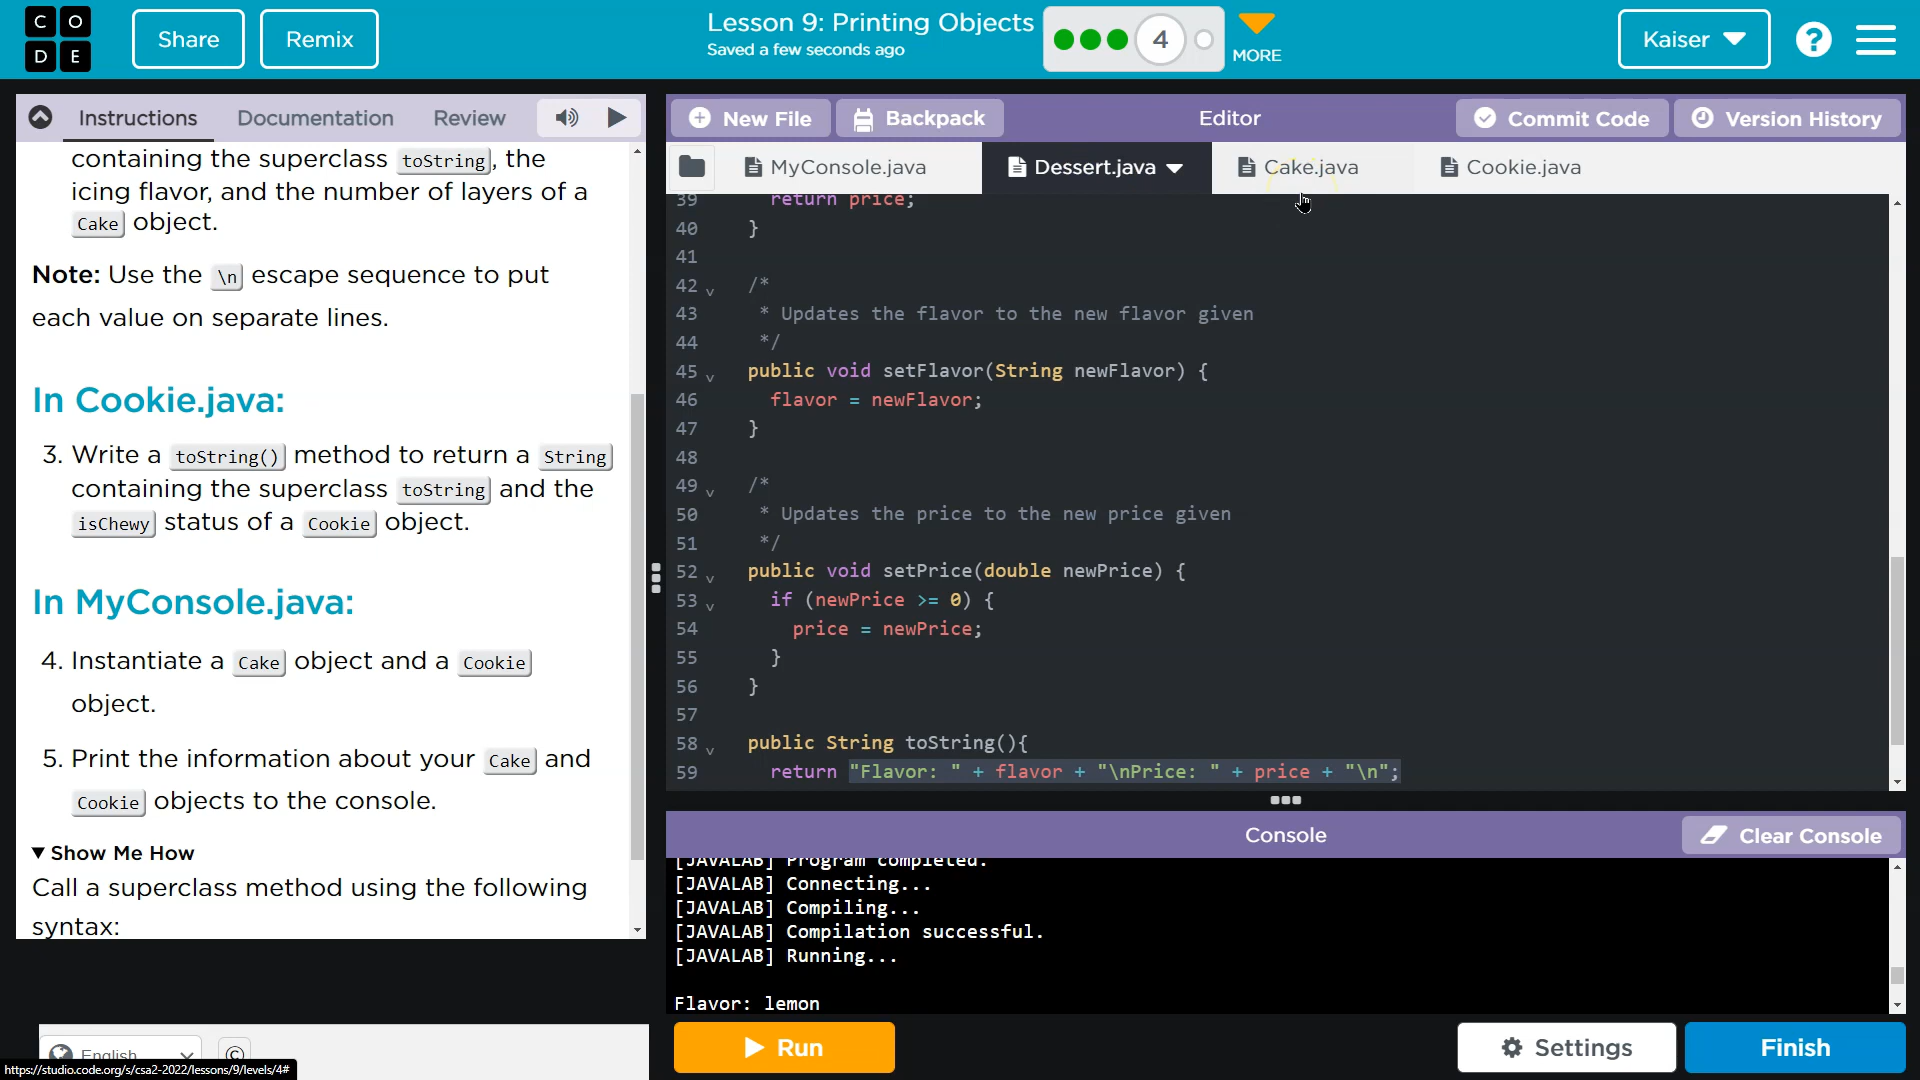 C O
D E
Share
Remix
Lesson 9: Printing Objects
Saved a few seconds ago
4
MORE
Kaiser
?
Instructions
Documentation
Review
containing the superclass toString, the
icing flavor, and the number of layers of a
Cake object.
Note: Use the \n escape sequence to put
each value on separate lines.
In Cookie.java:
3. Write a toString() method to return a String
containing the superclass toString and the
isChewy status of a Cookie object.
In MyConsole.java:
4. Instantiate a Cake object and a Cookie
object.
5. Print the information about your Cake and
Cookie objects to the console.
Show Me How
Call a superclass method using the following
syntax:
English
©
https://studio.code.org/s/csa2-2022/lessons/9/levels/4#
New File
Backpack
Editor
Commit Code
Version History
MyConsole.java
Dessert.java
Cake.java
Cookie.java
39 return price;
40 }
41
42 /*
43 * Updates the flavor to the new flavor given
44 */
45 public void setFlavor(String newFlavor) {
46 flavor = newFlavor;
47 }
48
49 /*
50 * Updates the price to the new price given
51 */
52 public void setPrice(double newPrice) {
53 if (newPrice >= 0) {
54 price = newPrice;
55 }
56 }
57
58 public String toString(){
59 return "Flavor: " + flavor + "\nPrice: " + price + "\n";
Console
Clear Console
[JAVALAB] Program completed.
[JAVALAB] Connecting...
[JAVALAB] Compiling...
[JAVALAB] Compilation successful.
[JAVALAB] Running...
Flavor: lemon
Run
Settings
Finish